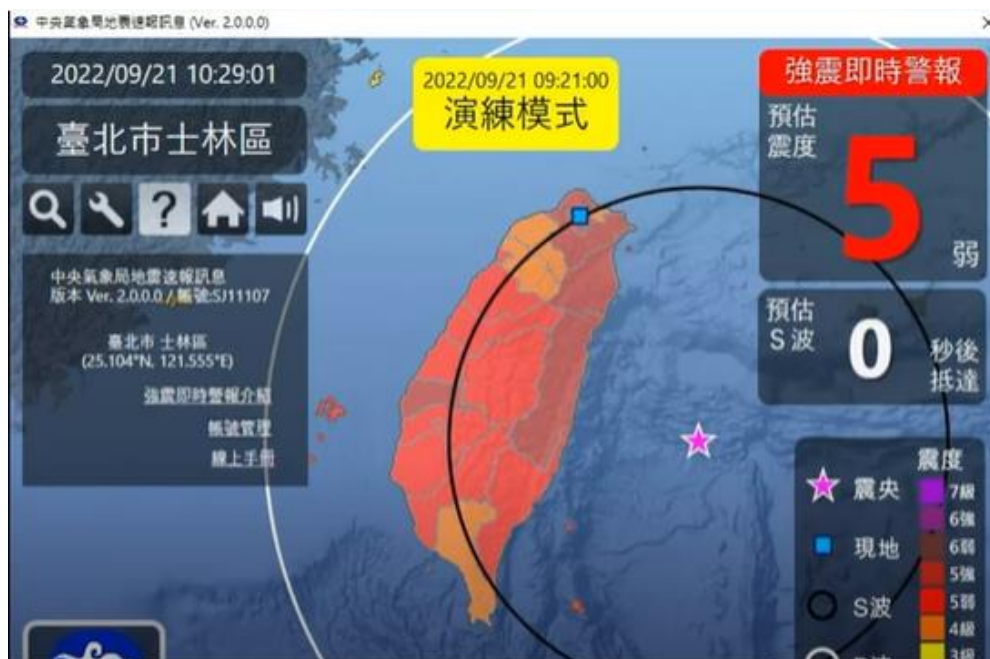 中央氣象局地震速報訊息 (Ver. 2.0.0.0)
2022/09/21 10:29:01
臺北市士林區
?
中央氣象局地震速報訊息
版本 Ver. 2.0.0.0 / 帳號:SJ11107
臺北市 士林區
(25.104°N, 121.555°E)
強震即時警報介紹
帳號管理
線上手冊
2022/09/21 09:21:00
演練模式
強震即時警報
預估
震度
5
弱
預估
S 波
0
秒後
抵達
震度
震央
現地
S波
7級
6強
6弱
5強
5弱
4級
3級